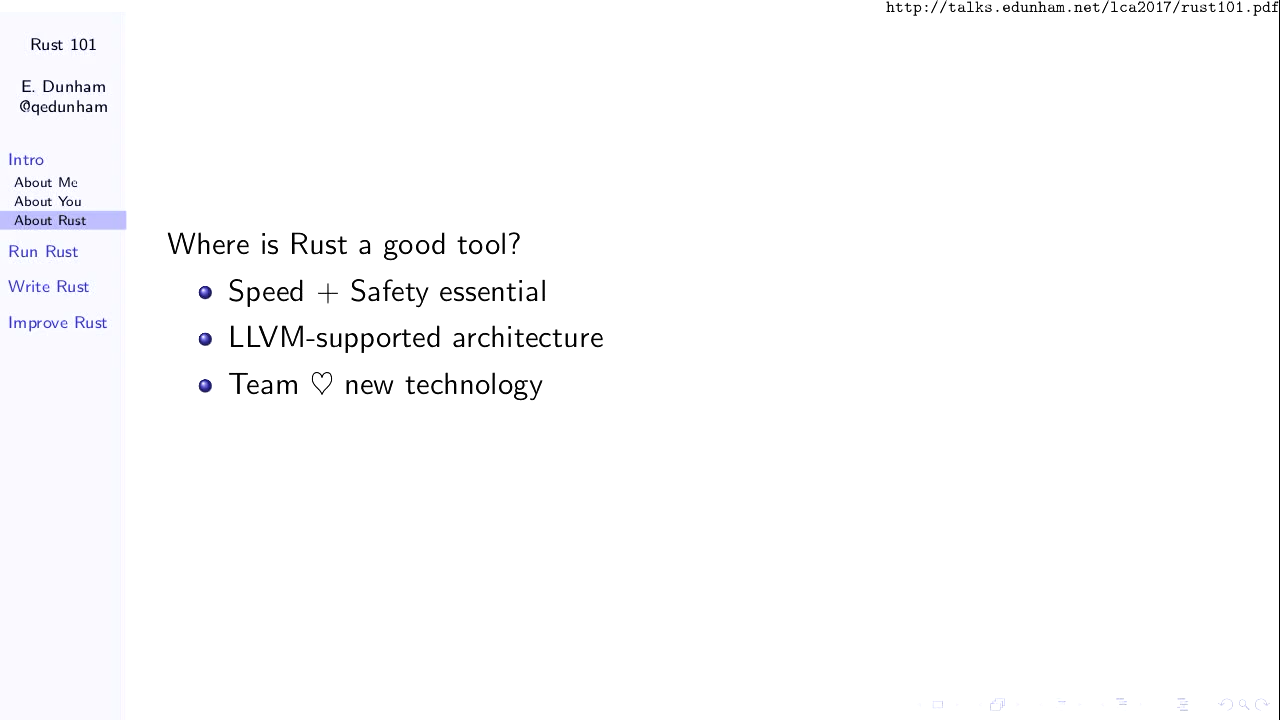 http://talks.edunham.net/lca2017/rust101.pdf
Rust 101
E. Dunham
@qedunham
Intro
About Me
About You
About Rust
Run Rust
Write Rust
Improve Rust
Where is Rust a good tool?
Speed + Safety essential
LLVM-supported architecture
Team ♡ new technology